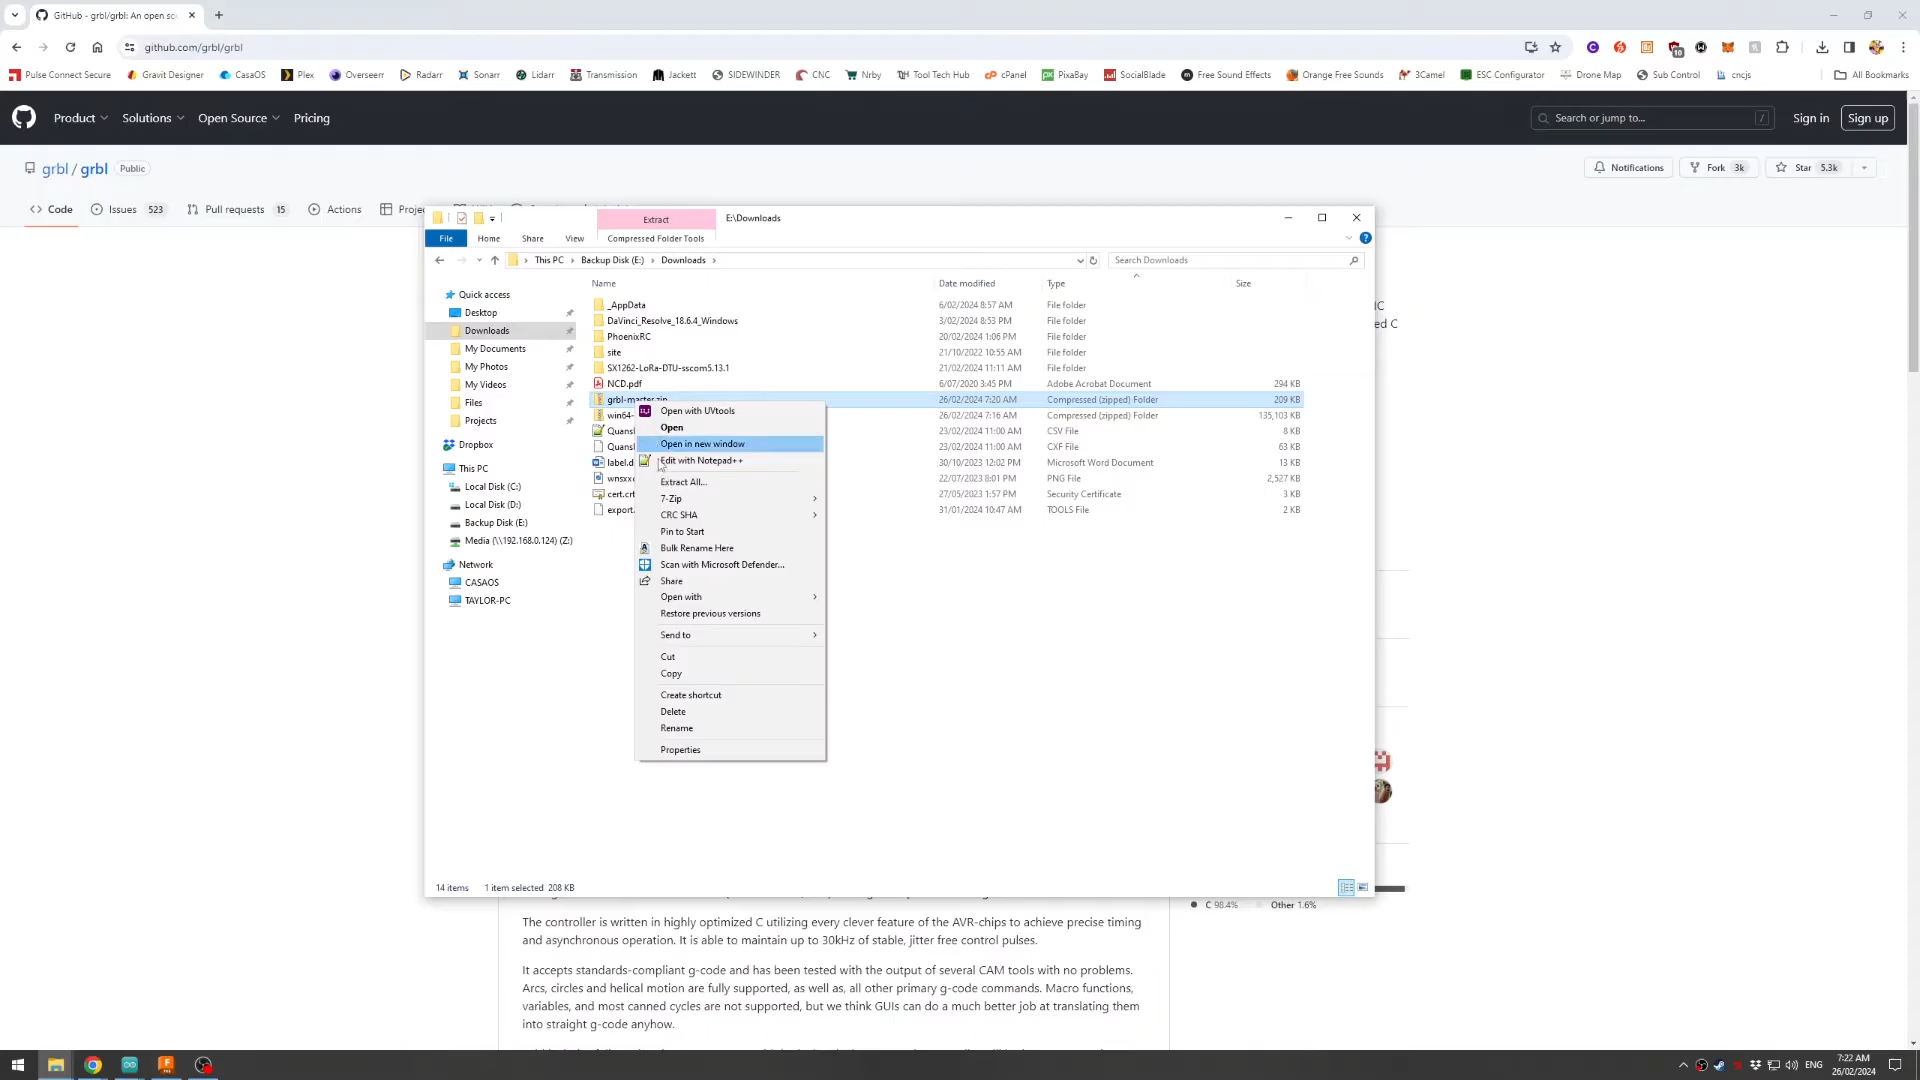 GitHub - grbl/grbl: An open so
github.com/grbl/grbl
10
Pulse Connect Secure
Gravit Designer
CasaOS
Plex
Overseerr
Radarr
Sonarr
Lidarr
Transmission
Jackett
SIDEWINDER
CNC
Nrby
Tool Tech Hub
cPanel
PixaBay
SocialBlade
Free Sound Effects
Orange Free Sounds
3Camel
ESC Configurator
Drone Map
Sub Control
cncjs
All Bookmarks
Product
Solutions
Open Source
Pricing
Search or jump to...
/
Sign in
Sign up
grbl / grbl
Public
Notifications
Fork 3k
Star 5.3k
Code
Issues 523
Pull requests 15
Actions
Proje
Extract
E:\Downloads
File
Home
Share
View
Compressed Folder Tools
This PC > Backup Disk (E:) > Downloads >
Search Downloads
Name
Date modified
Type
Size
Quick access
Desktop
Downloads
My Documents
My Photos
My Videos
Files
Projects
Dropbox
This PC
Local Disk (C:)
Local Disk (D:)
Backup Disk (E:)
Media (\\192.168.0.124) (Z:)
Network
CASAOS
TAYLOR-PC
_AppData 6/02/2024 8:57 AM File folder
DaVinci_Resolve_18.6.4_Windows 3/02/2024 8:53 PM File folder
PhoenixRC 20/02/2024 1:06 PM File folder
site 21/10/2022 10:55 AM File folder
SX1262-LoRa-DTU-sscom5.13.1 21/02/2024 11:11 AM File folder
NCD.pdf 6/07/2020 3:45 PM Adobe Acrobat Document 294 KB
grbl-master.zip 26/02/2024 7:20 AM Compressed (zipped) Folder 209 KB
win64- 26/02/2024 7:16 AM Compressed (zipped) Folder 135,103 KB
Quans 23/02/2024 11:00 AM CSV File 8 KB
Quans 23/02/2024 11:00 AM CXF File 63 KB
label.d 30/10/2023 12:02 PM Microsoft Word Document 13 KB
wnsxx 22/07/2023 8:01 PM PNG File 2,527 KB
cert.crt 27/05/2023 1:57 PM Security Certificate 3 KB
export. 31/01/2024 10:47 AM TOOLS File 2 KB
Open with UVtools
Open
Open in new window
Edit with Notepad++
Extract All...
7-Zip
CRC SHA
Pin to Start
Bulk Rename Here
Scan with Microsoft Defender...
Share
Open with
Restore previous versions
Send to
Cut
Copy
Create shortcut
Delete
Rename
Properties
14 items
1 item selected 208 KB
ed C
C 98.4%
Other 1.6%
The controller is written in highly optimized C utilizing every clever feature of the AVR-chips to achieve precise timing
and asynchronous operation. It is able to maintain up to 30kHz of stable, jitter free control pulses.
It accepts standards-compliant g-code and has been tested with the output of several CAM tools with no problems.
Arcs, circles and helical motion are fully supported, as well as, all other primary g-code commands. Macro functions,
variables, and most canned cycles are not supported, but we think GUIs can do a much better job at translating them
into straight g-code anyhow.
ENG
7:22 AM
26/02/2024